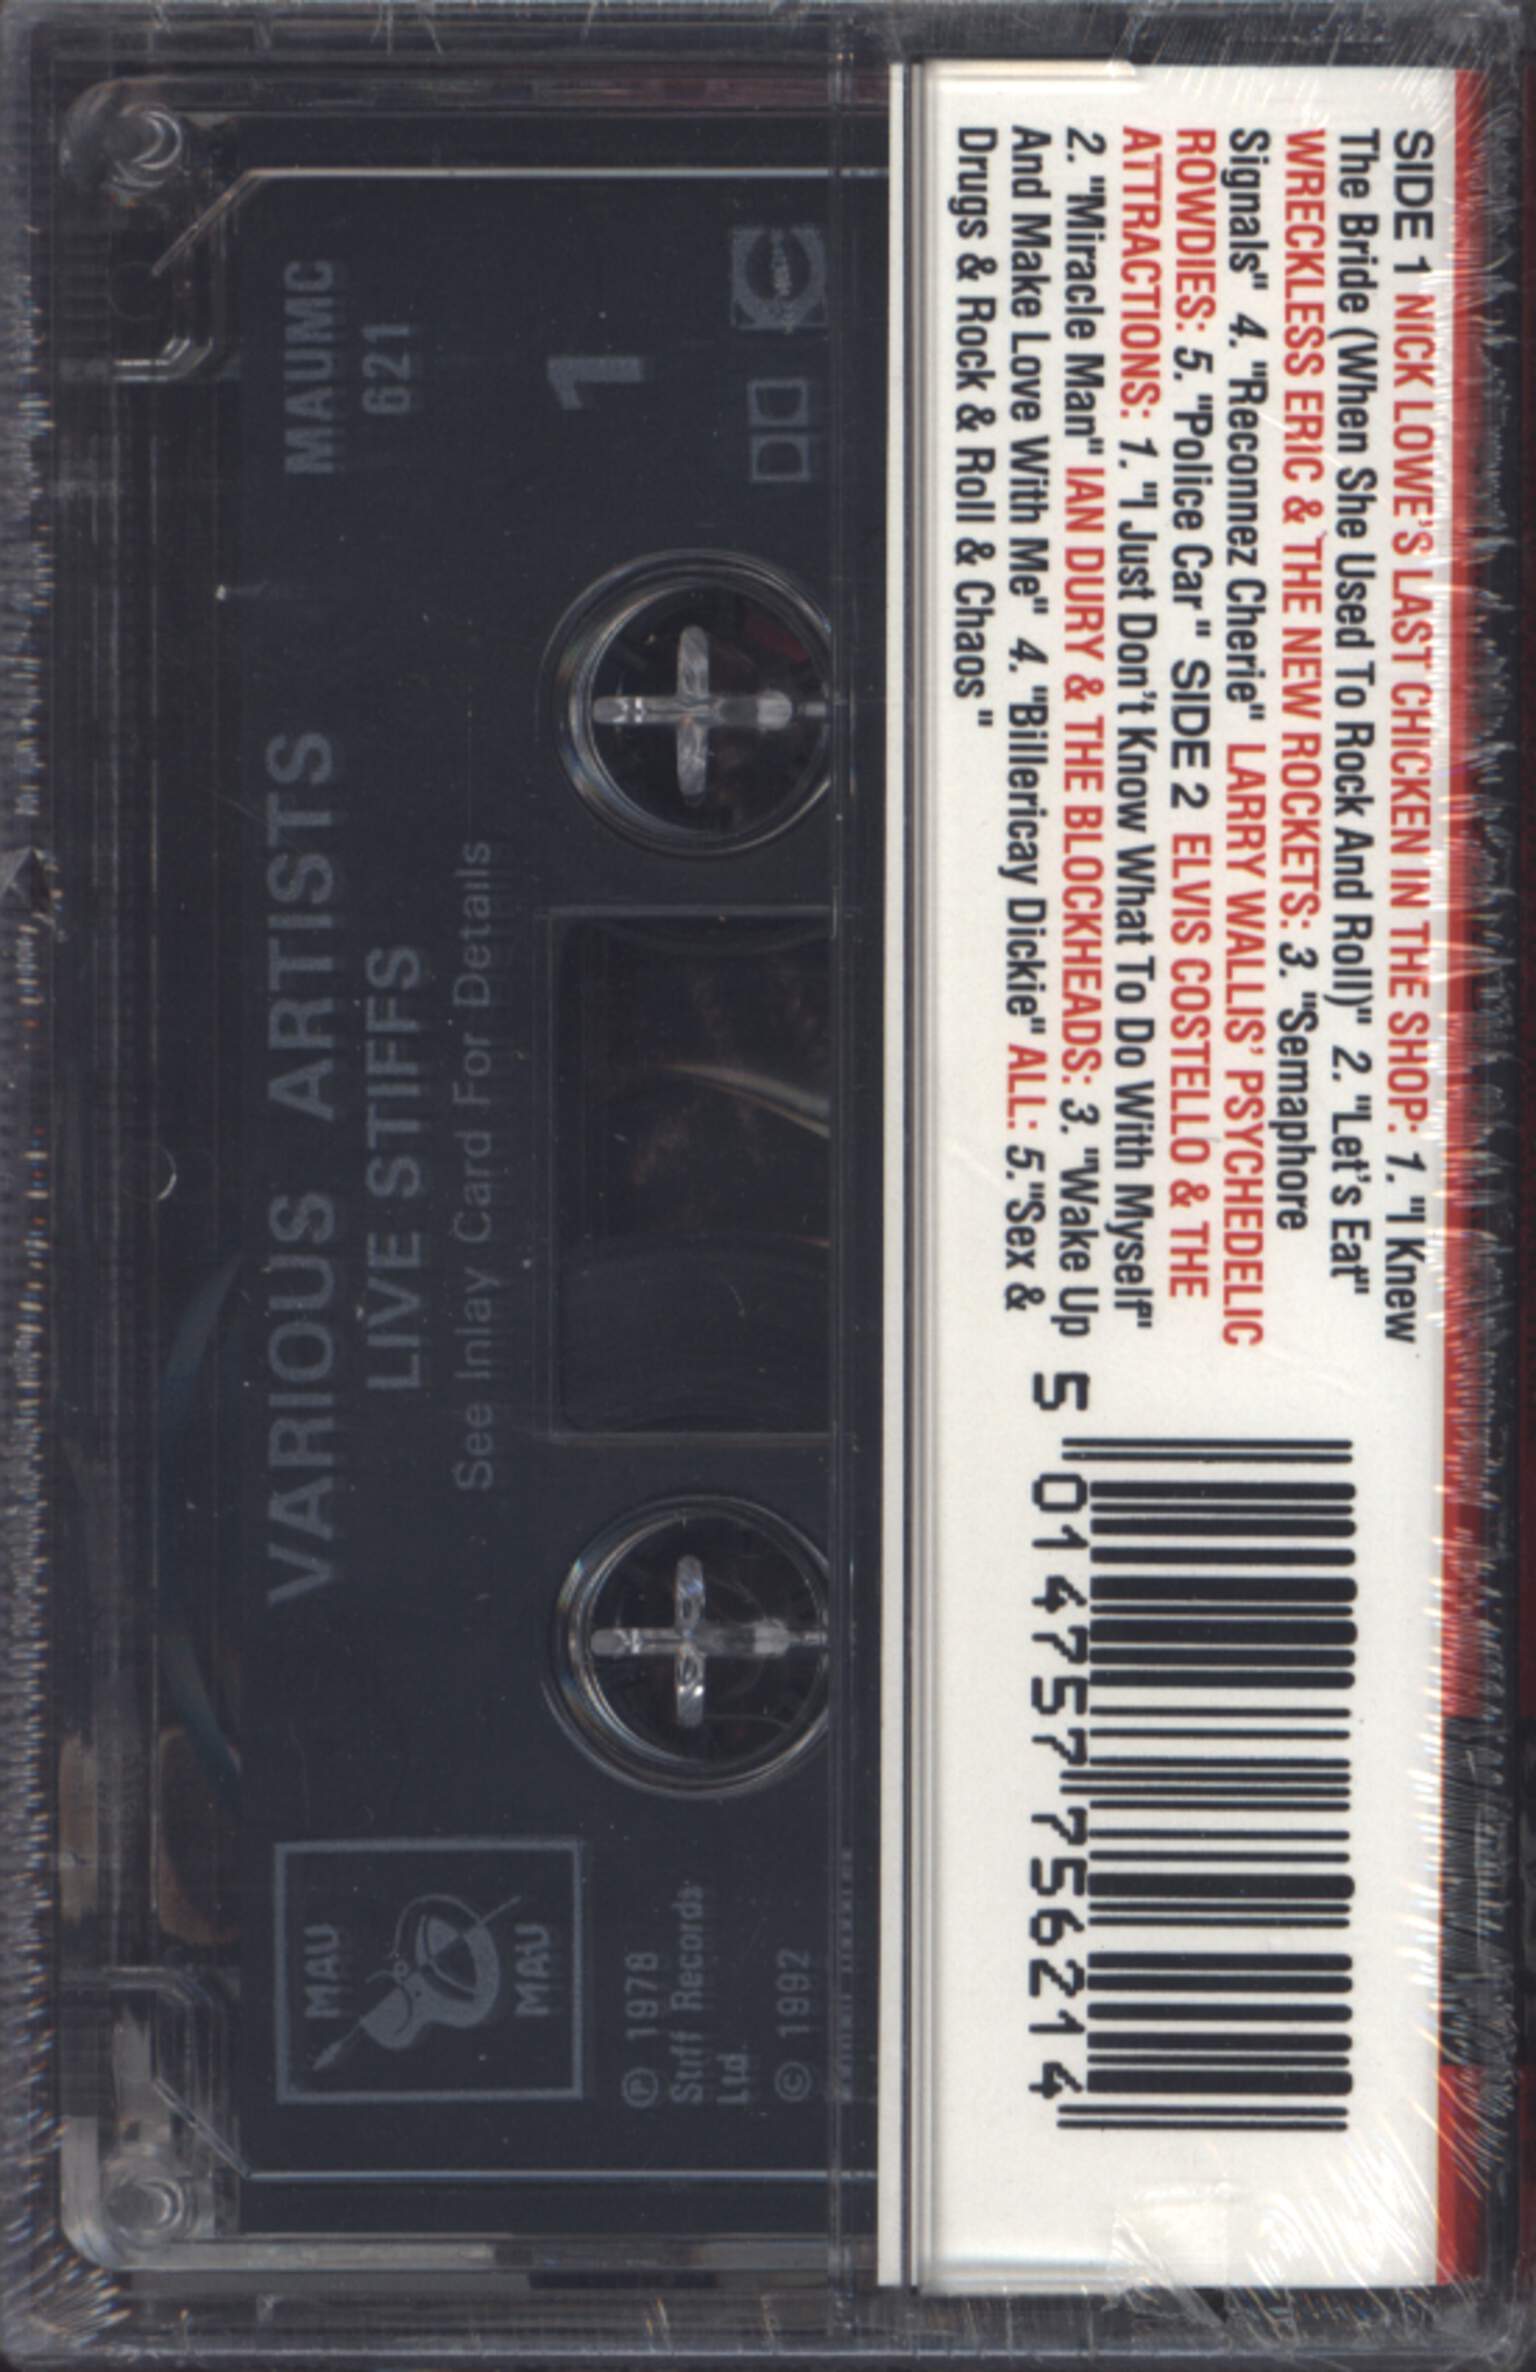 SIDE 1 NICK LOWE'S LAST CHICKEN IN THE SHOP: 1. "I Knew
The Bride (When She Used To Rock And Roll)" 2. "Let's Eat"
WRECKLESS ERIC & THE NEW ROCKETS: 3. "Semaphore
Signals" 4. "Reconnez Cherie" LARRY WALLIS' PSYCHEDELIC
ROWDIES: 5. "Police Car" SIDE 2 ELVIS COSTELLO & THE
ATTRACTIONS: 1. "I Just Don't Know What To Do With Myself"
2. "Miracle Man" IAN DURY & THE BLOCKHEADS: 3. "Wake Up
And Make Love With Me" 4. "Billericay Dickie" ALL: 5."Sex &
Drugs & Rock & Roll & Chaos"
5 014757 756214
MAUMC
621
1
VARIOUS ARTISTS
LIVE STIFFS
See Inlay Card For Details
MAU
MAU
℗ 1978
Stiff Records
Ltd.
© 1992